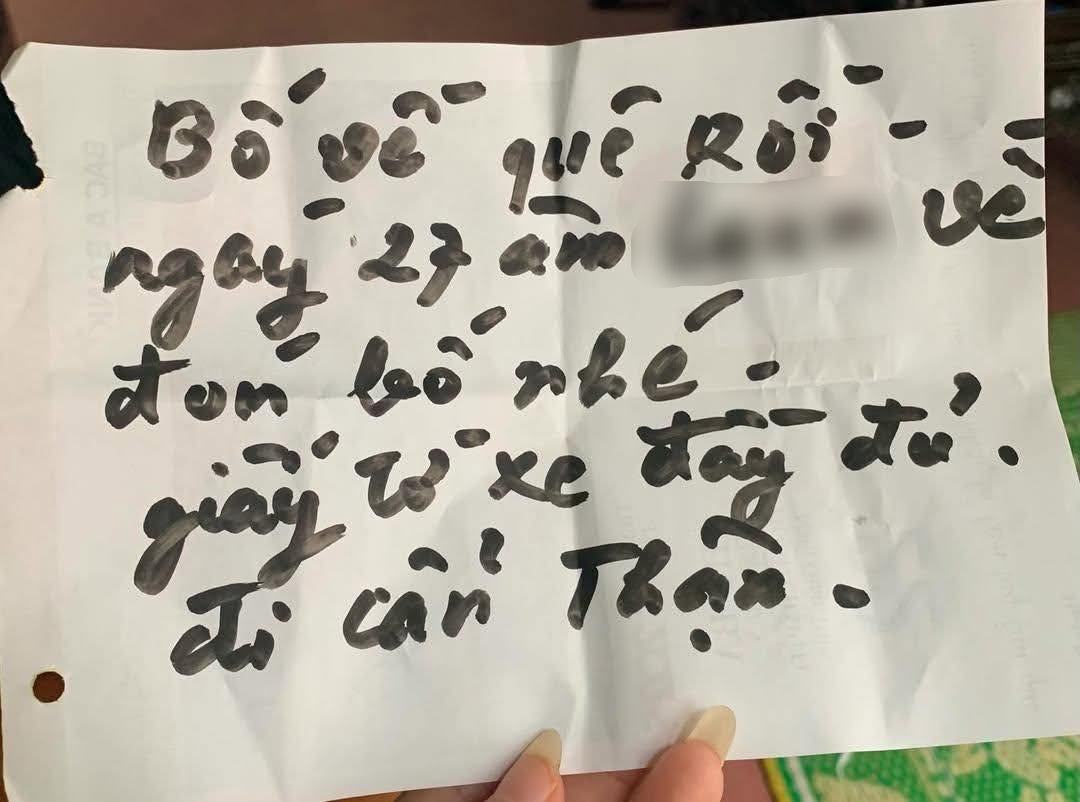 Bố về quê Rồi -
ngày 27 âm về
đón bố nhé -
giấy tờ xe đầy đủ.
đi cẩn Thận -